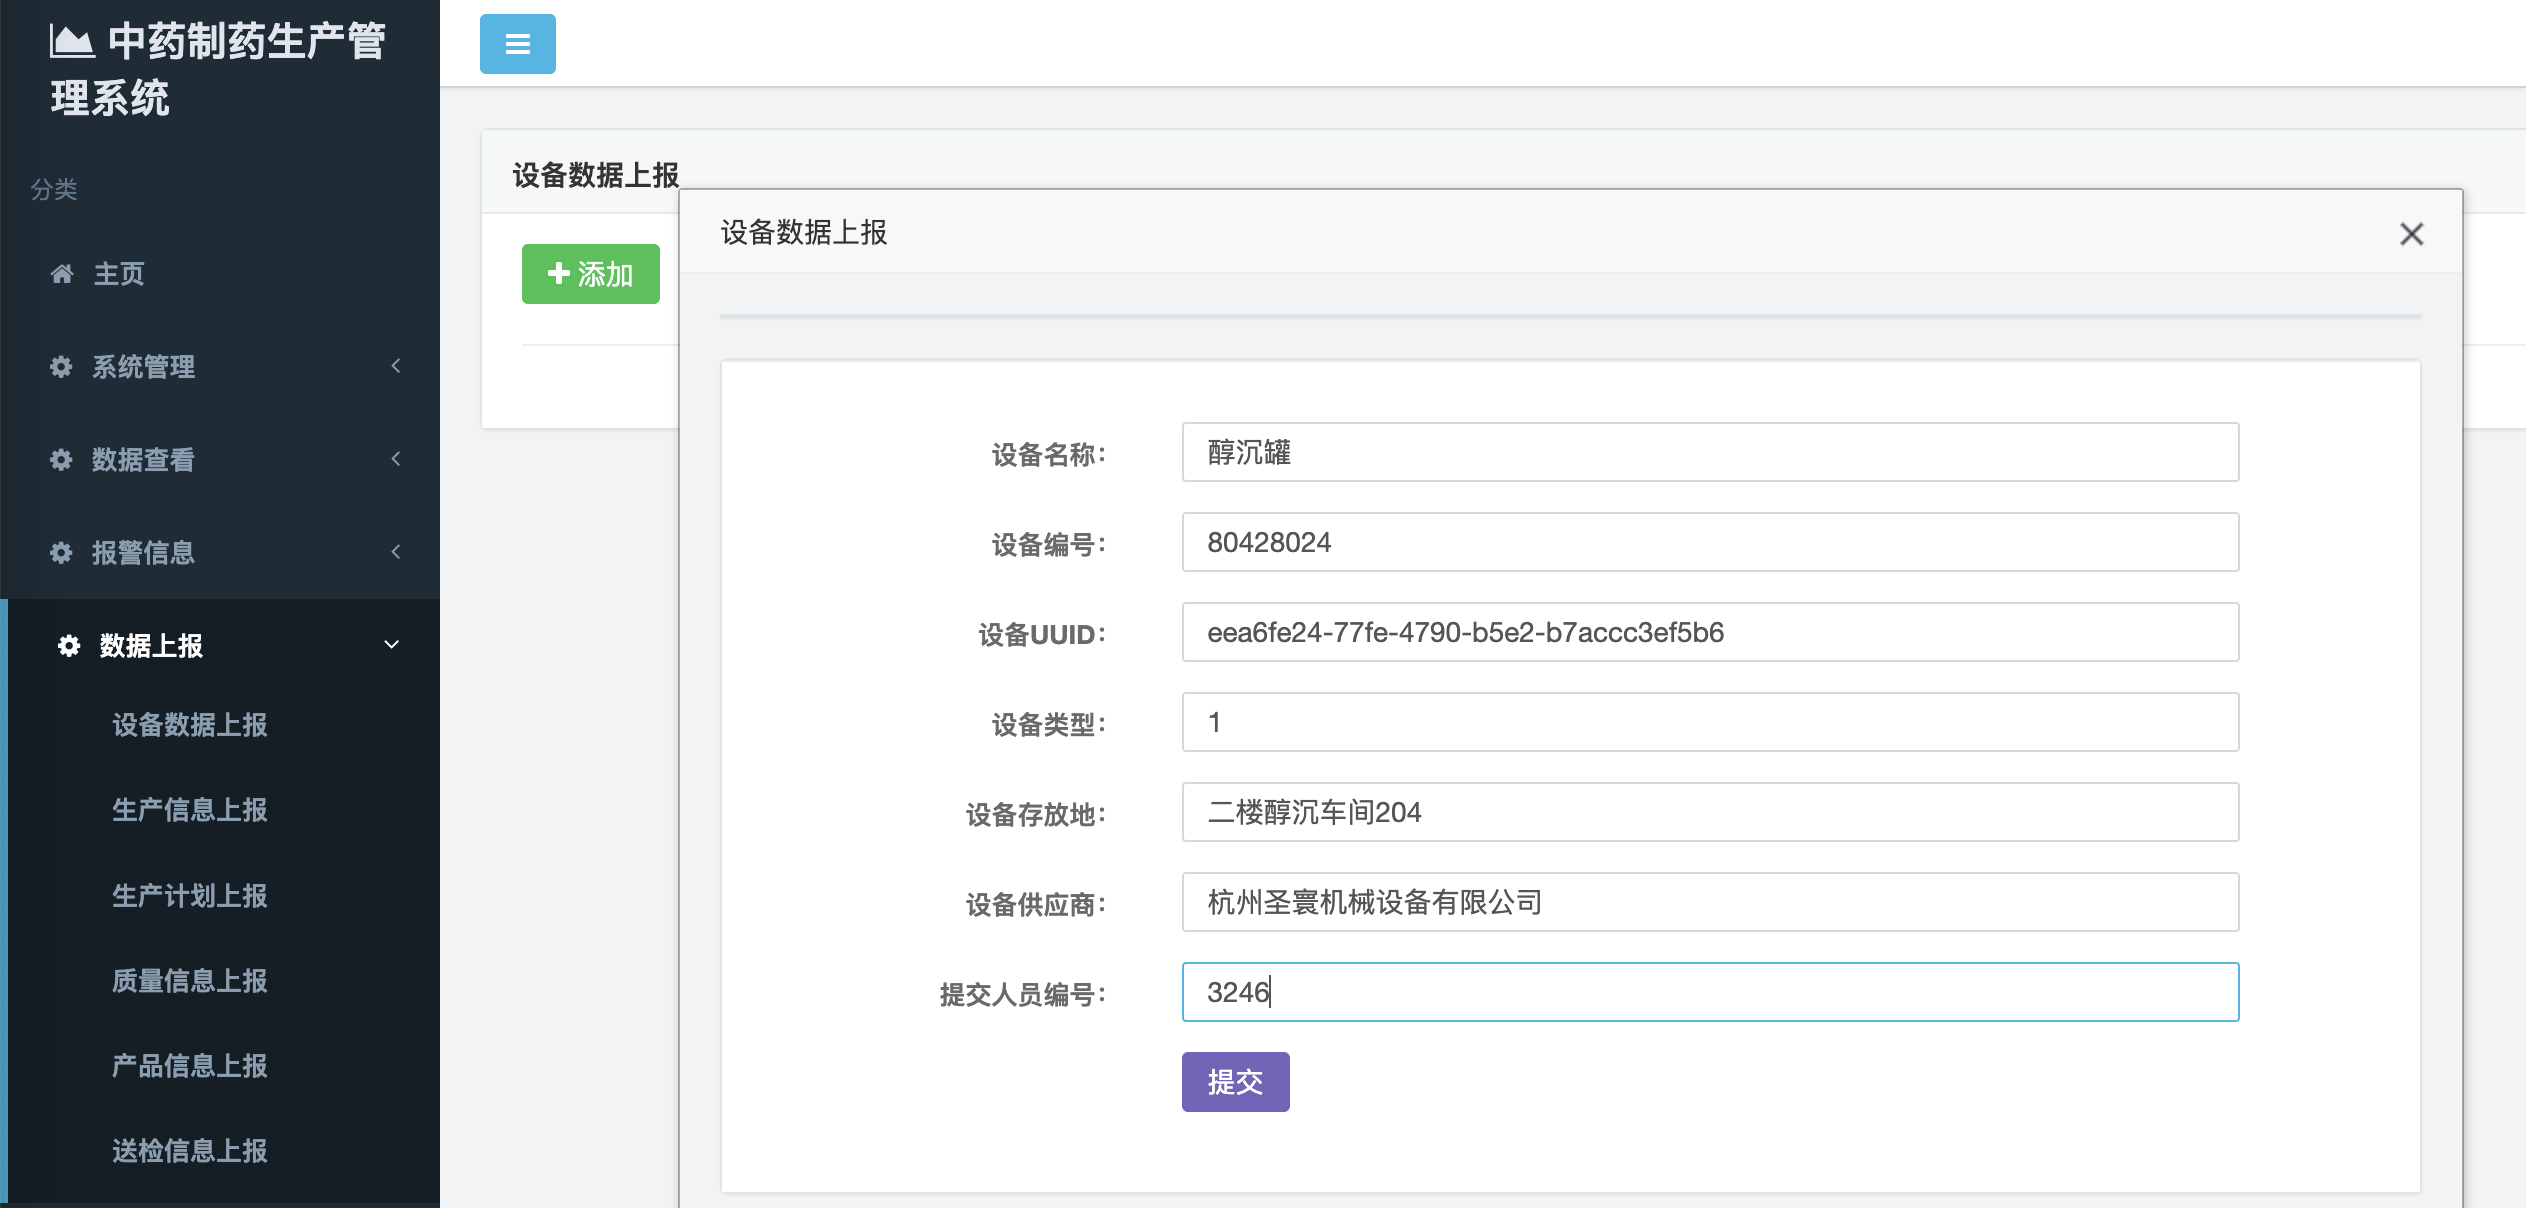 中药制药生产管
理系统
分类
主页
系统管理
数据查看
报警信息
数据上报
设备数据上报
生产信息上报
生产计划上报
质量信息上报
产品信息上报
送检信息上报
设备数据上报
添加
设备数据上报
设备名称： 醇沉罐
设备编号： 80428024
设备UUID： eea6fe24-77fe-4790-b5e2-b7accc3ef5b6
设备类型： 1
设备存放地： 二楼醇沉车间204
设备供应商： 杭州圣寰机械设备有限公司
提交人员编号： 3246
提交